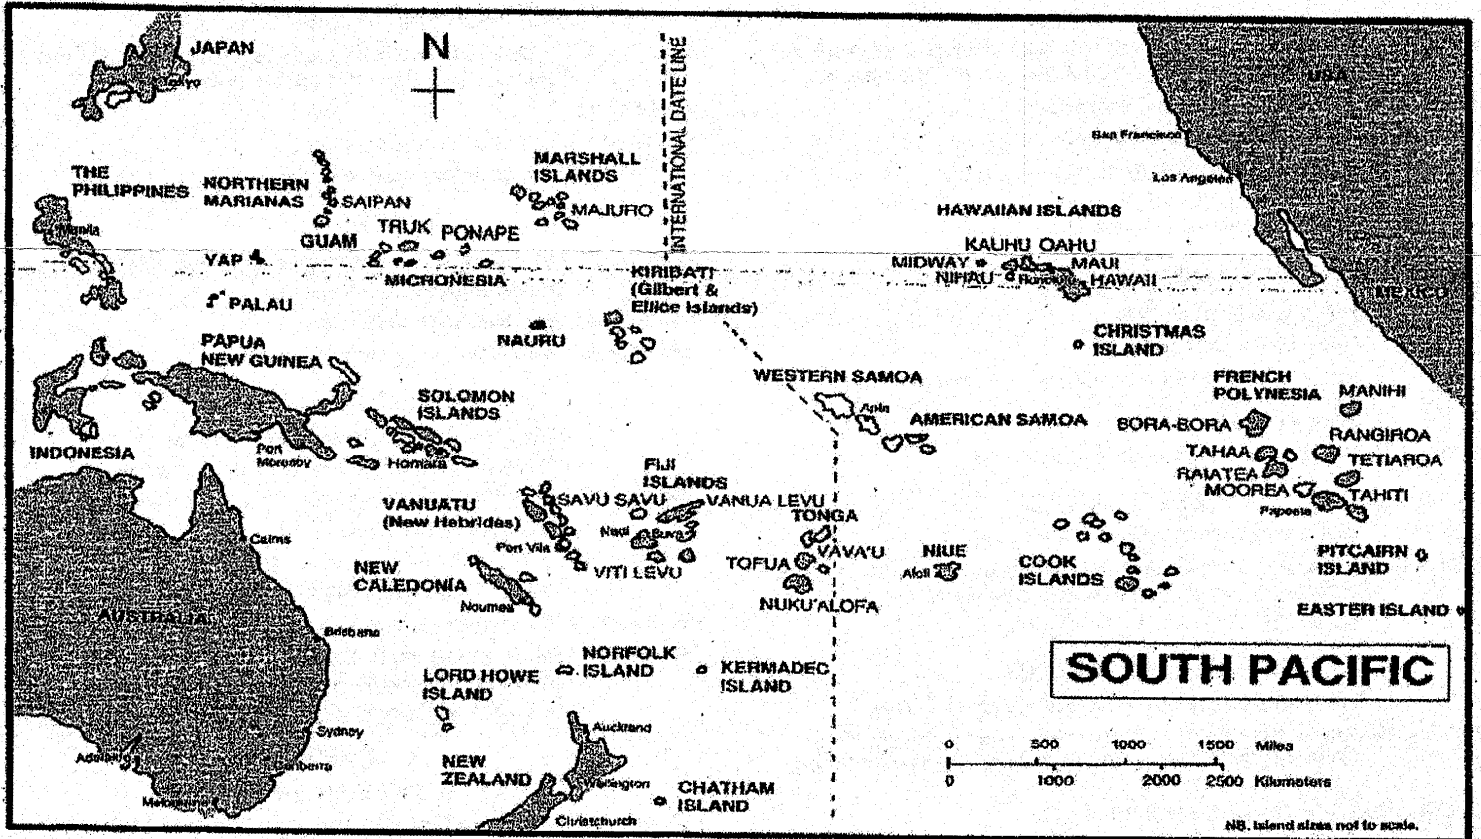 JAPAN
Tokyo
N
INTERNATIONAL DATE LINE
USA
San Francisco
Los Angeles
MEXICO
THE
PHILIPPINES
Manila
NORTHERN
MARIANAS
SAIPAN
GUAM
TRUK
PONAPE
YAP
MICRONESIA
PALAU
MARSHALL
ISLANDS
MAJURO
HAWAIIAN ISLANDS
KAUHU OAHU
MIDWAY
MAUI
NIHAU
Honolulu
HAWAII
KIRIBATI
(Gilbert &
Ellice Islands)
NAURU
CHRISTMAS
ISLAND
PAPUA
NEW GUINEA
SOLOMON
ISLANDS
Honiara
INDONESIA
Port
Moresby
WESTERN SAMOA
Apia
AMERICAN SAMOA
FRENCH
POLYNESIA
MANIHI
BORA-BORA
RANGIROA
TAHAA
TETIAROA
RAIATEA
MOOREA
TAHITI
Papeete
VANUATU
(New Hebrides)
SAVU SAVU
Port Vila
FIJI
ISLANDS
VANUA LEVU
Nadi
Suva
VITI LEVU
TONGA
VAVA'U
TOFUA
NUKU'ALOFA
NIUE
Alofi
COOK
ISLANDS
PITCAIRN
ISLAND
EASTER ISLAND
NEW
CALEDONIA
Noumea
AUSTRALIA
Cairns
Brisbane
Sydney
Canberra
Adelaide
Melbourne
LORD HOWE
ISLAND
NORFOLK
ISLAND
KERMADEC
ISLAND
NEW
ZEALAND
Auckland
Wellington
Christchurch
CHATHAM
ISLAND
SOUTH PACIFIC
0 500 1000 1500 Miles
0 1000 2000 2500 Kilometers
NB. Island sizes not to scale.